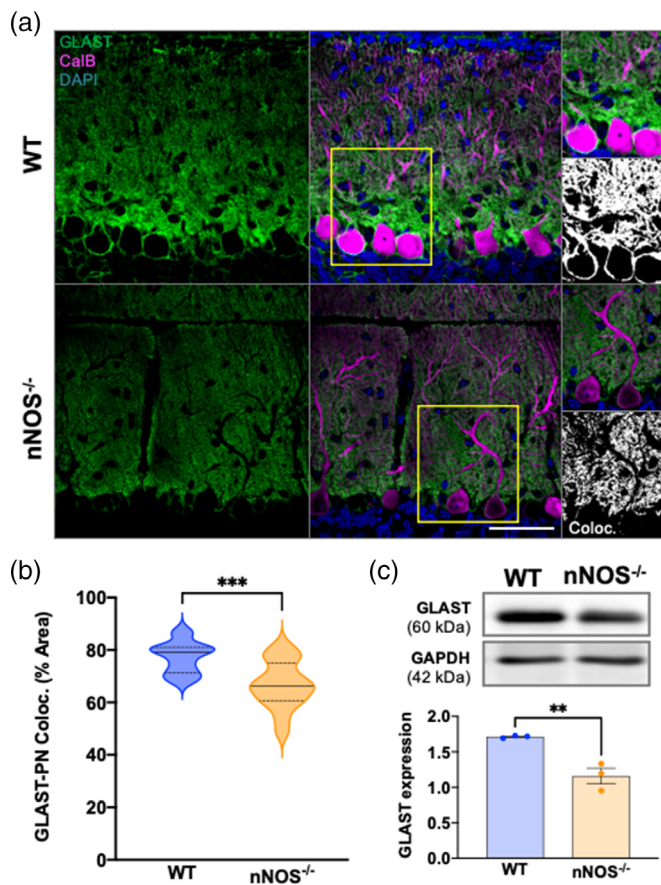 (a)
GLAST
CalB
DAPI
WT
nNOS-/-
Coloc.
(b)
***
GLAST-PN Coloc. (% Area)
100
80
60
40
20
0
WT
nNOS-/-
(c)
WT
nNOS-/-
GLAST
(60 kDa)
GAPDH
(42 kDa)
**
GLAST expression
2.0
1.5
1.0
0.5
0.0
WT
nNOS-/-